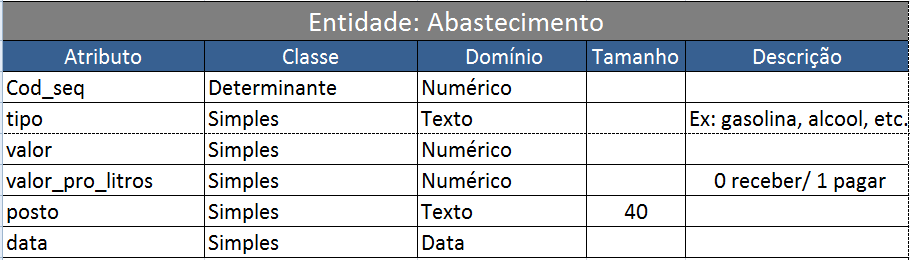 Entidade: Abastecimento
Atributo Classe Domínio Tamanho Descrição
Cod_seq Determinante Numérico
tipo Simples Texto Ex: gasolina, alcool, etc.
valor Simples Numérico
valor_pro_litros Simples Numérico 0 receber/ 1 pagar
posto Simples Texto 40
data Simples Data